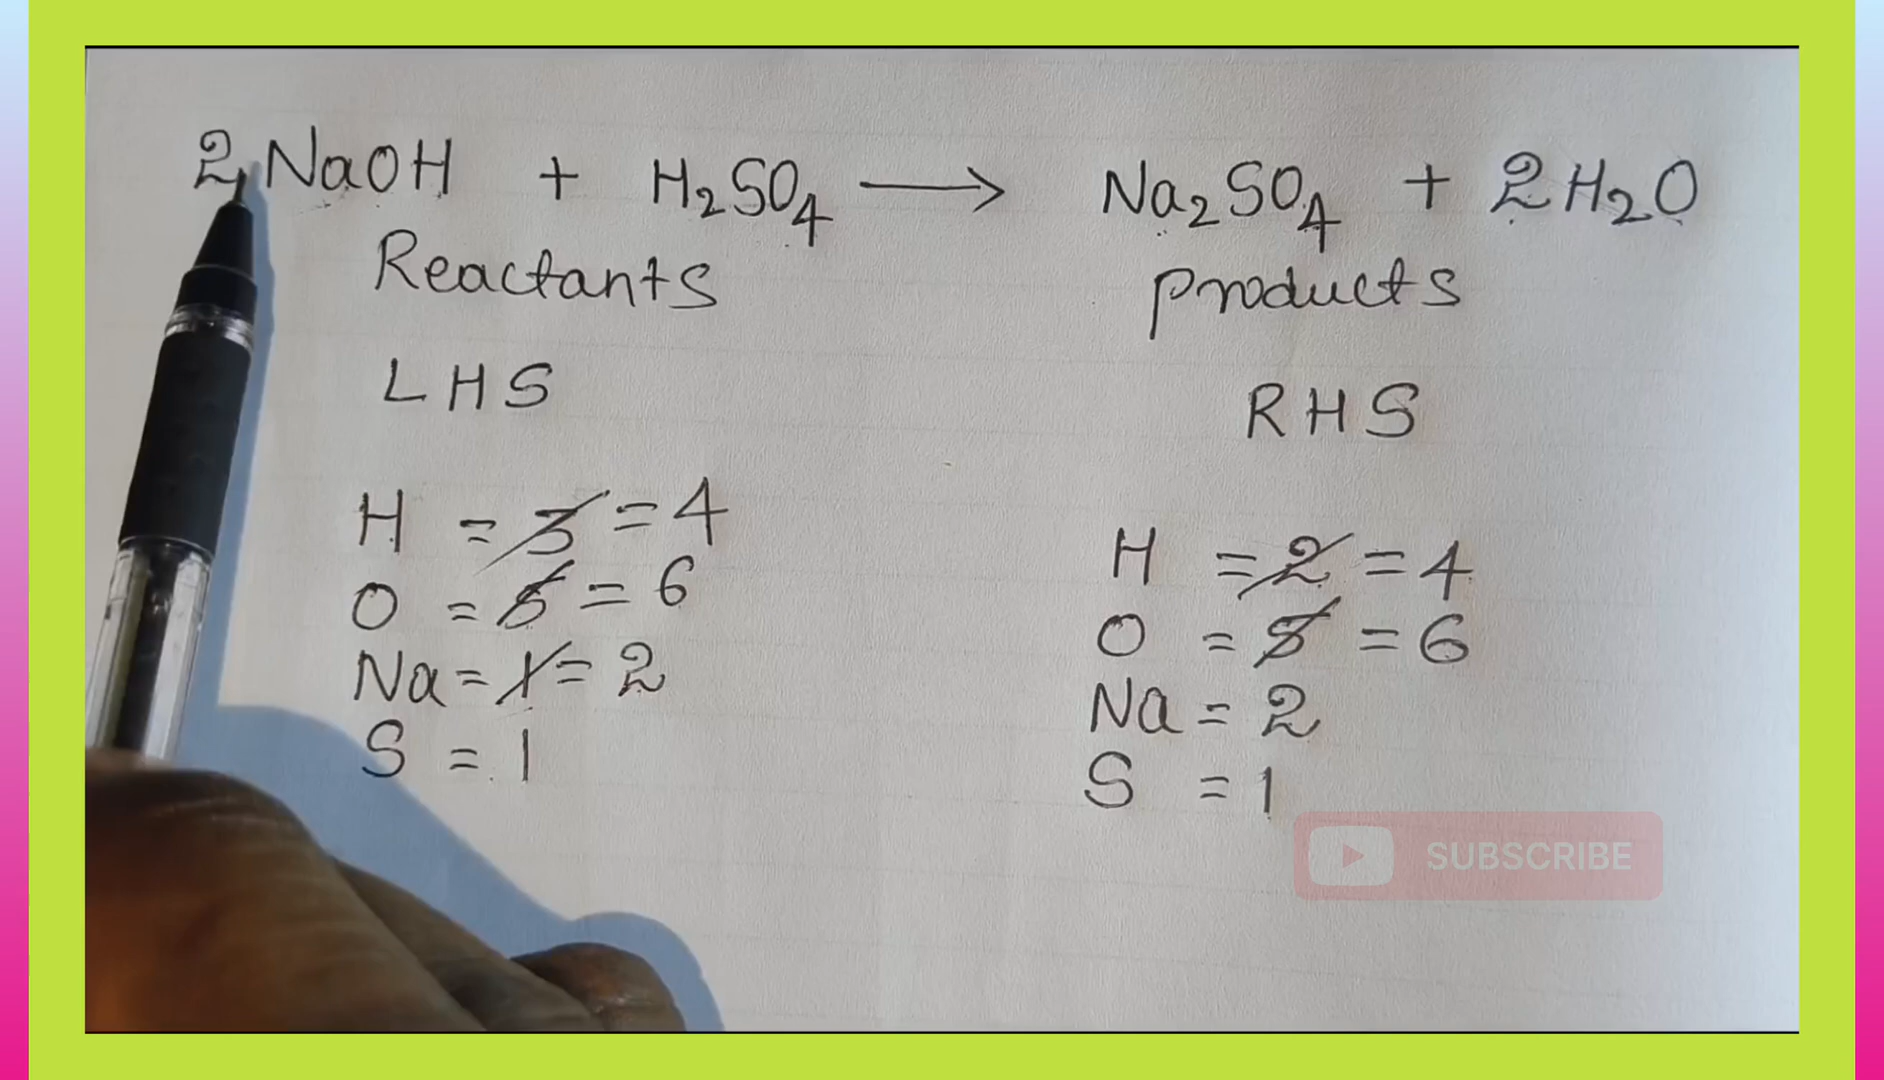 2NaOH + H₂SO₄ → Na₂SO₄ + 2H₂O
Reactants products
LHS RHS
H = 3 = 4 H = 2 = 4
O = 5 = 6 O = 5 = 6
Na = 1 = 2 Na = 2
S = 1 S = 1
SUBSCRIBE